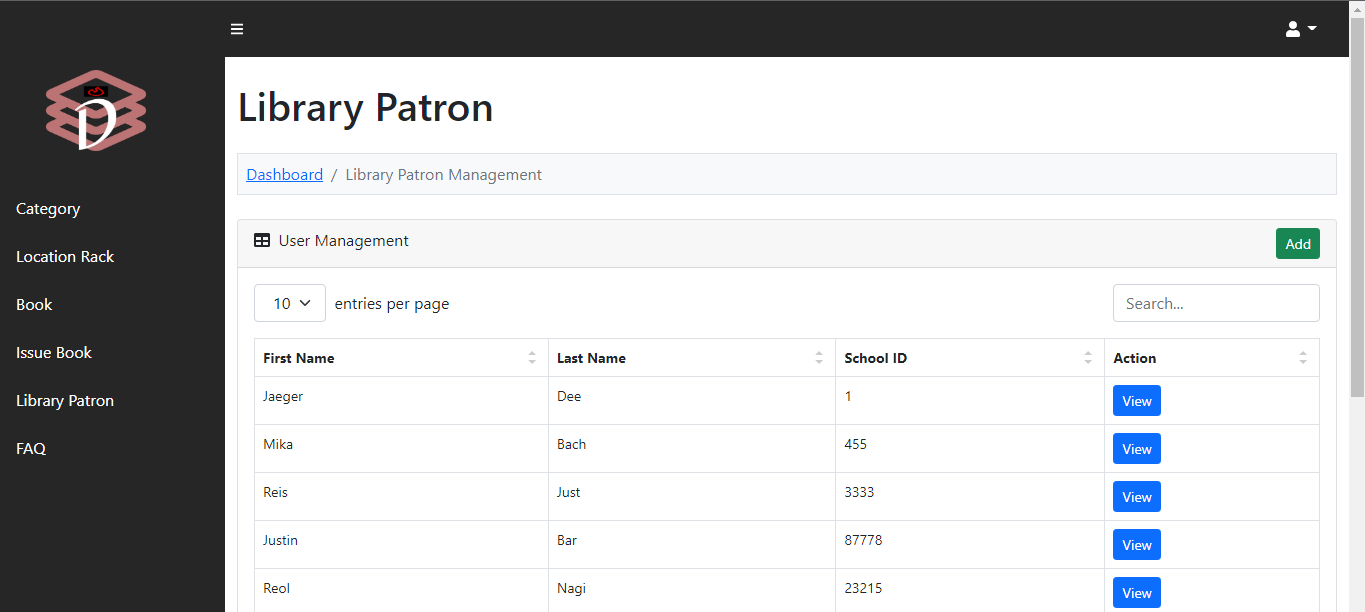 D
Category
Location Rack
Book
Issue Book
Library Patron
FAQ
Library Patron
Dashboard / Library Patron Management
User Management Add
10 entries per page Search...
First Name Last Name School ID Action
Jaeger Dee 1 View
Mika Bach 455 View
Reis Just 3333 View
Justin Bar 87778 View
Reol Nagi 23215 View